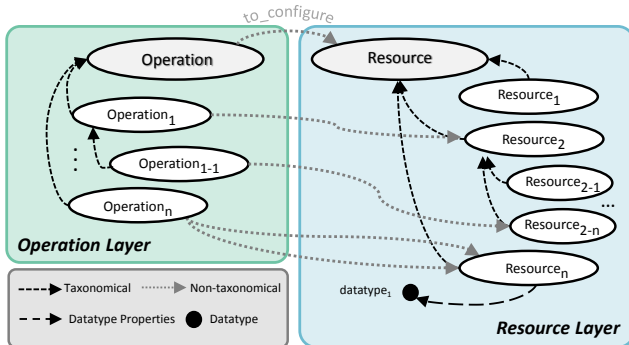 to_configure
Operation
Operation1
Operation1-1
⋮
Operationn
Operation Layer
Resource
Resource1
Resource2
Resource2-1
...
Resource2-n
Resourcen
datatype1
Resource Layer
Taxonomical
Non-taxonomical
Datatype Properties
Datatype